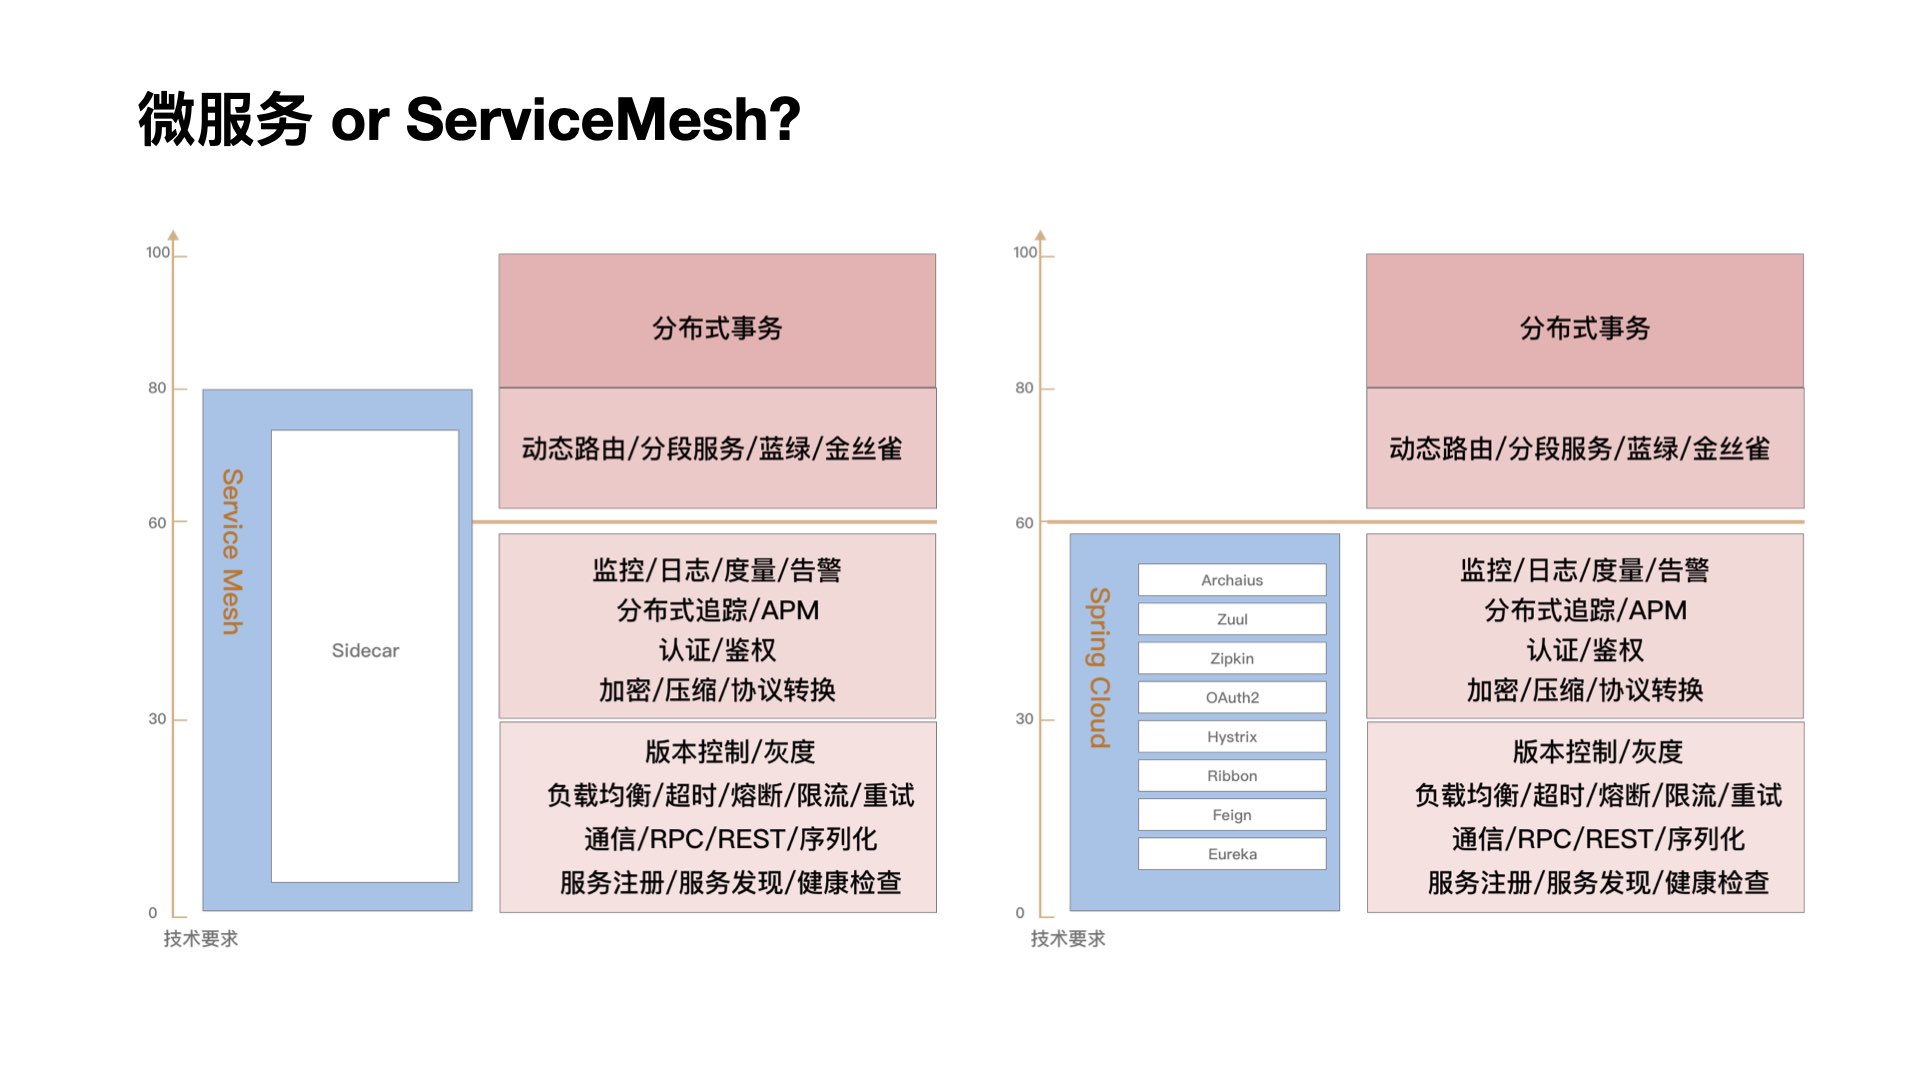 微服务 or ServiceMesh?
100
80
60
30
0
技术要求
Service Mesh
Sidecar
分布式事务
动态路由/分段服务/蓝绿/金丝雀
监控/日志/度量/告警
分布式追踪/APM
认证/鉴权
加密/压缩/协议转换
版本控制/灰度
负载均衡/超时/熔断/限流/重试
通信/RPC/REST/序列化
服务注册/服务发现/健康检查
100
80
60
30
0
技术要求
Spring Cloud
Archaius
Zuul
Zipkin
OAuth2
Hystrix
Ribbon
Feign
Eureka
分布式事务
动态路由/分段服务/蓝绿/金丝雀
监控/日志/度量/告警
分布式追踪/APM
认证/鉴权
加密/压缩/协议转换
版本控制/灰度
负载均衡/超时/熔断/限流/重试
通信/RPC/REST/序列化
服务注册/服务发现/健康检查